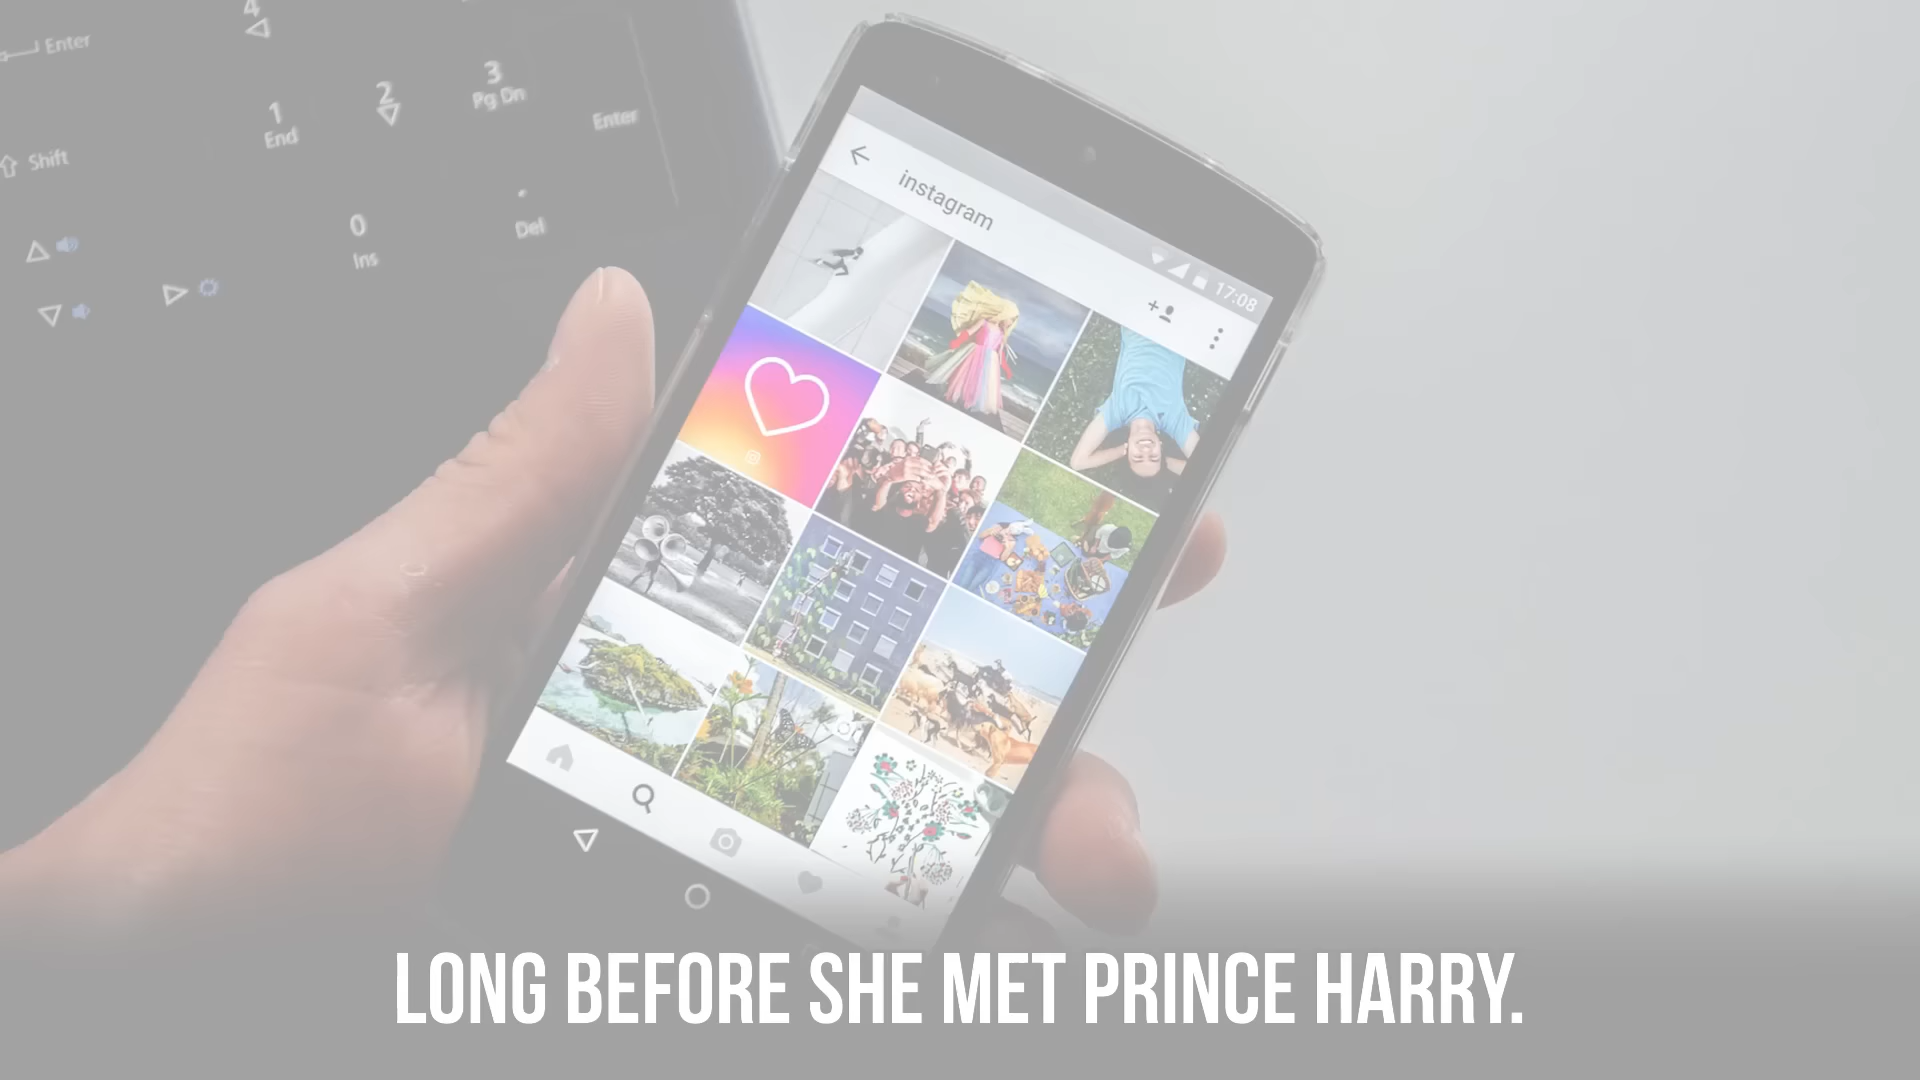 4
Enter
1
End
2
3
Pg Dn
Enter
Shift
0
Ins
.
Del
instagram
17:08
LONG BEFORE SHE MET PRINCE HARRY.